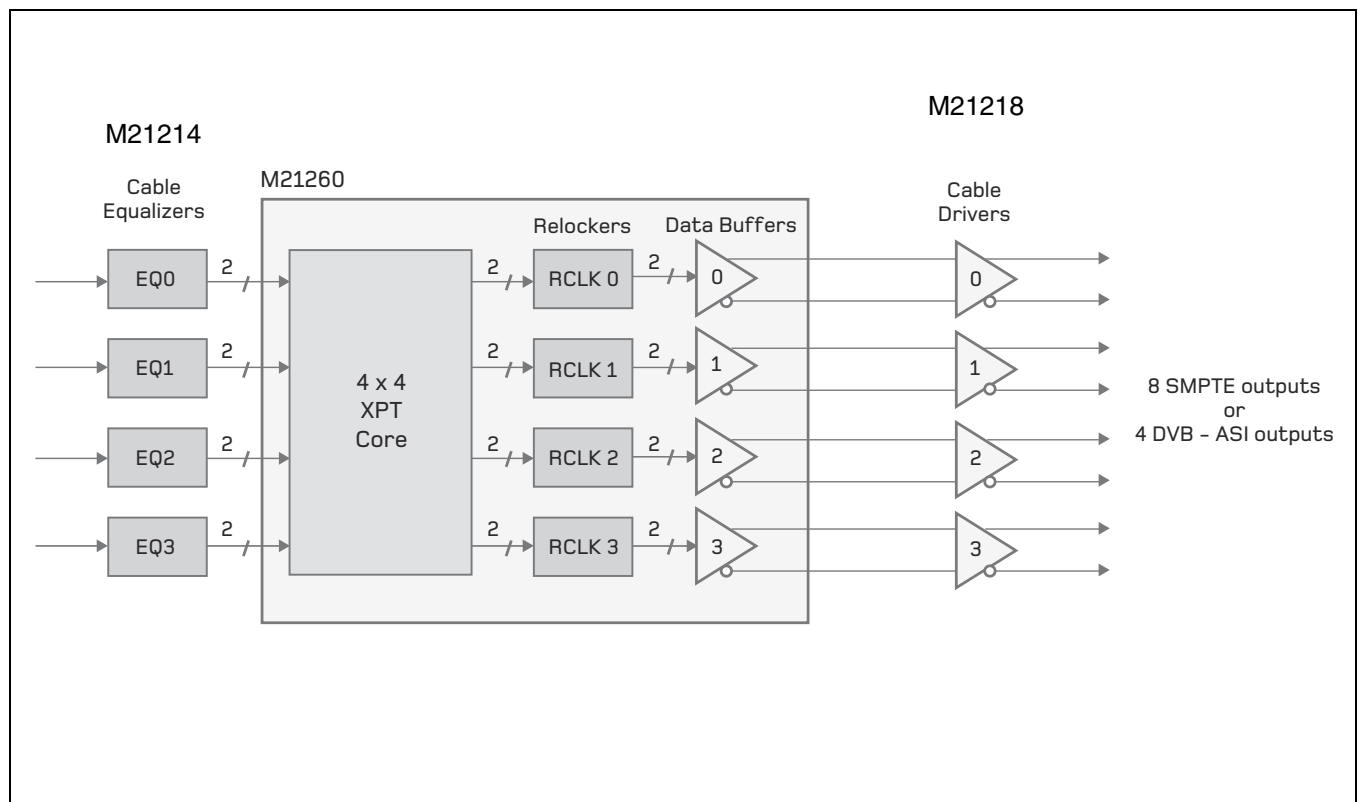 M21214
M21218
Cable
Equalizers
M21260
Relockers
Data Buffers
Cable
Drivers
EQ0
2
2
RCLK 0
2
0
0
EQ1
2
2
RCLK 1
2
1
1
4 x 4
XPT
Core
8 SMPTE outputs
or
4 DVB - ASI outputs
EQ2
2
2
RCLK 2
2
2
2
EQ3
2
2
RCLK 3
2
3
3